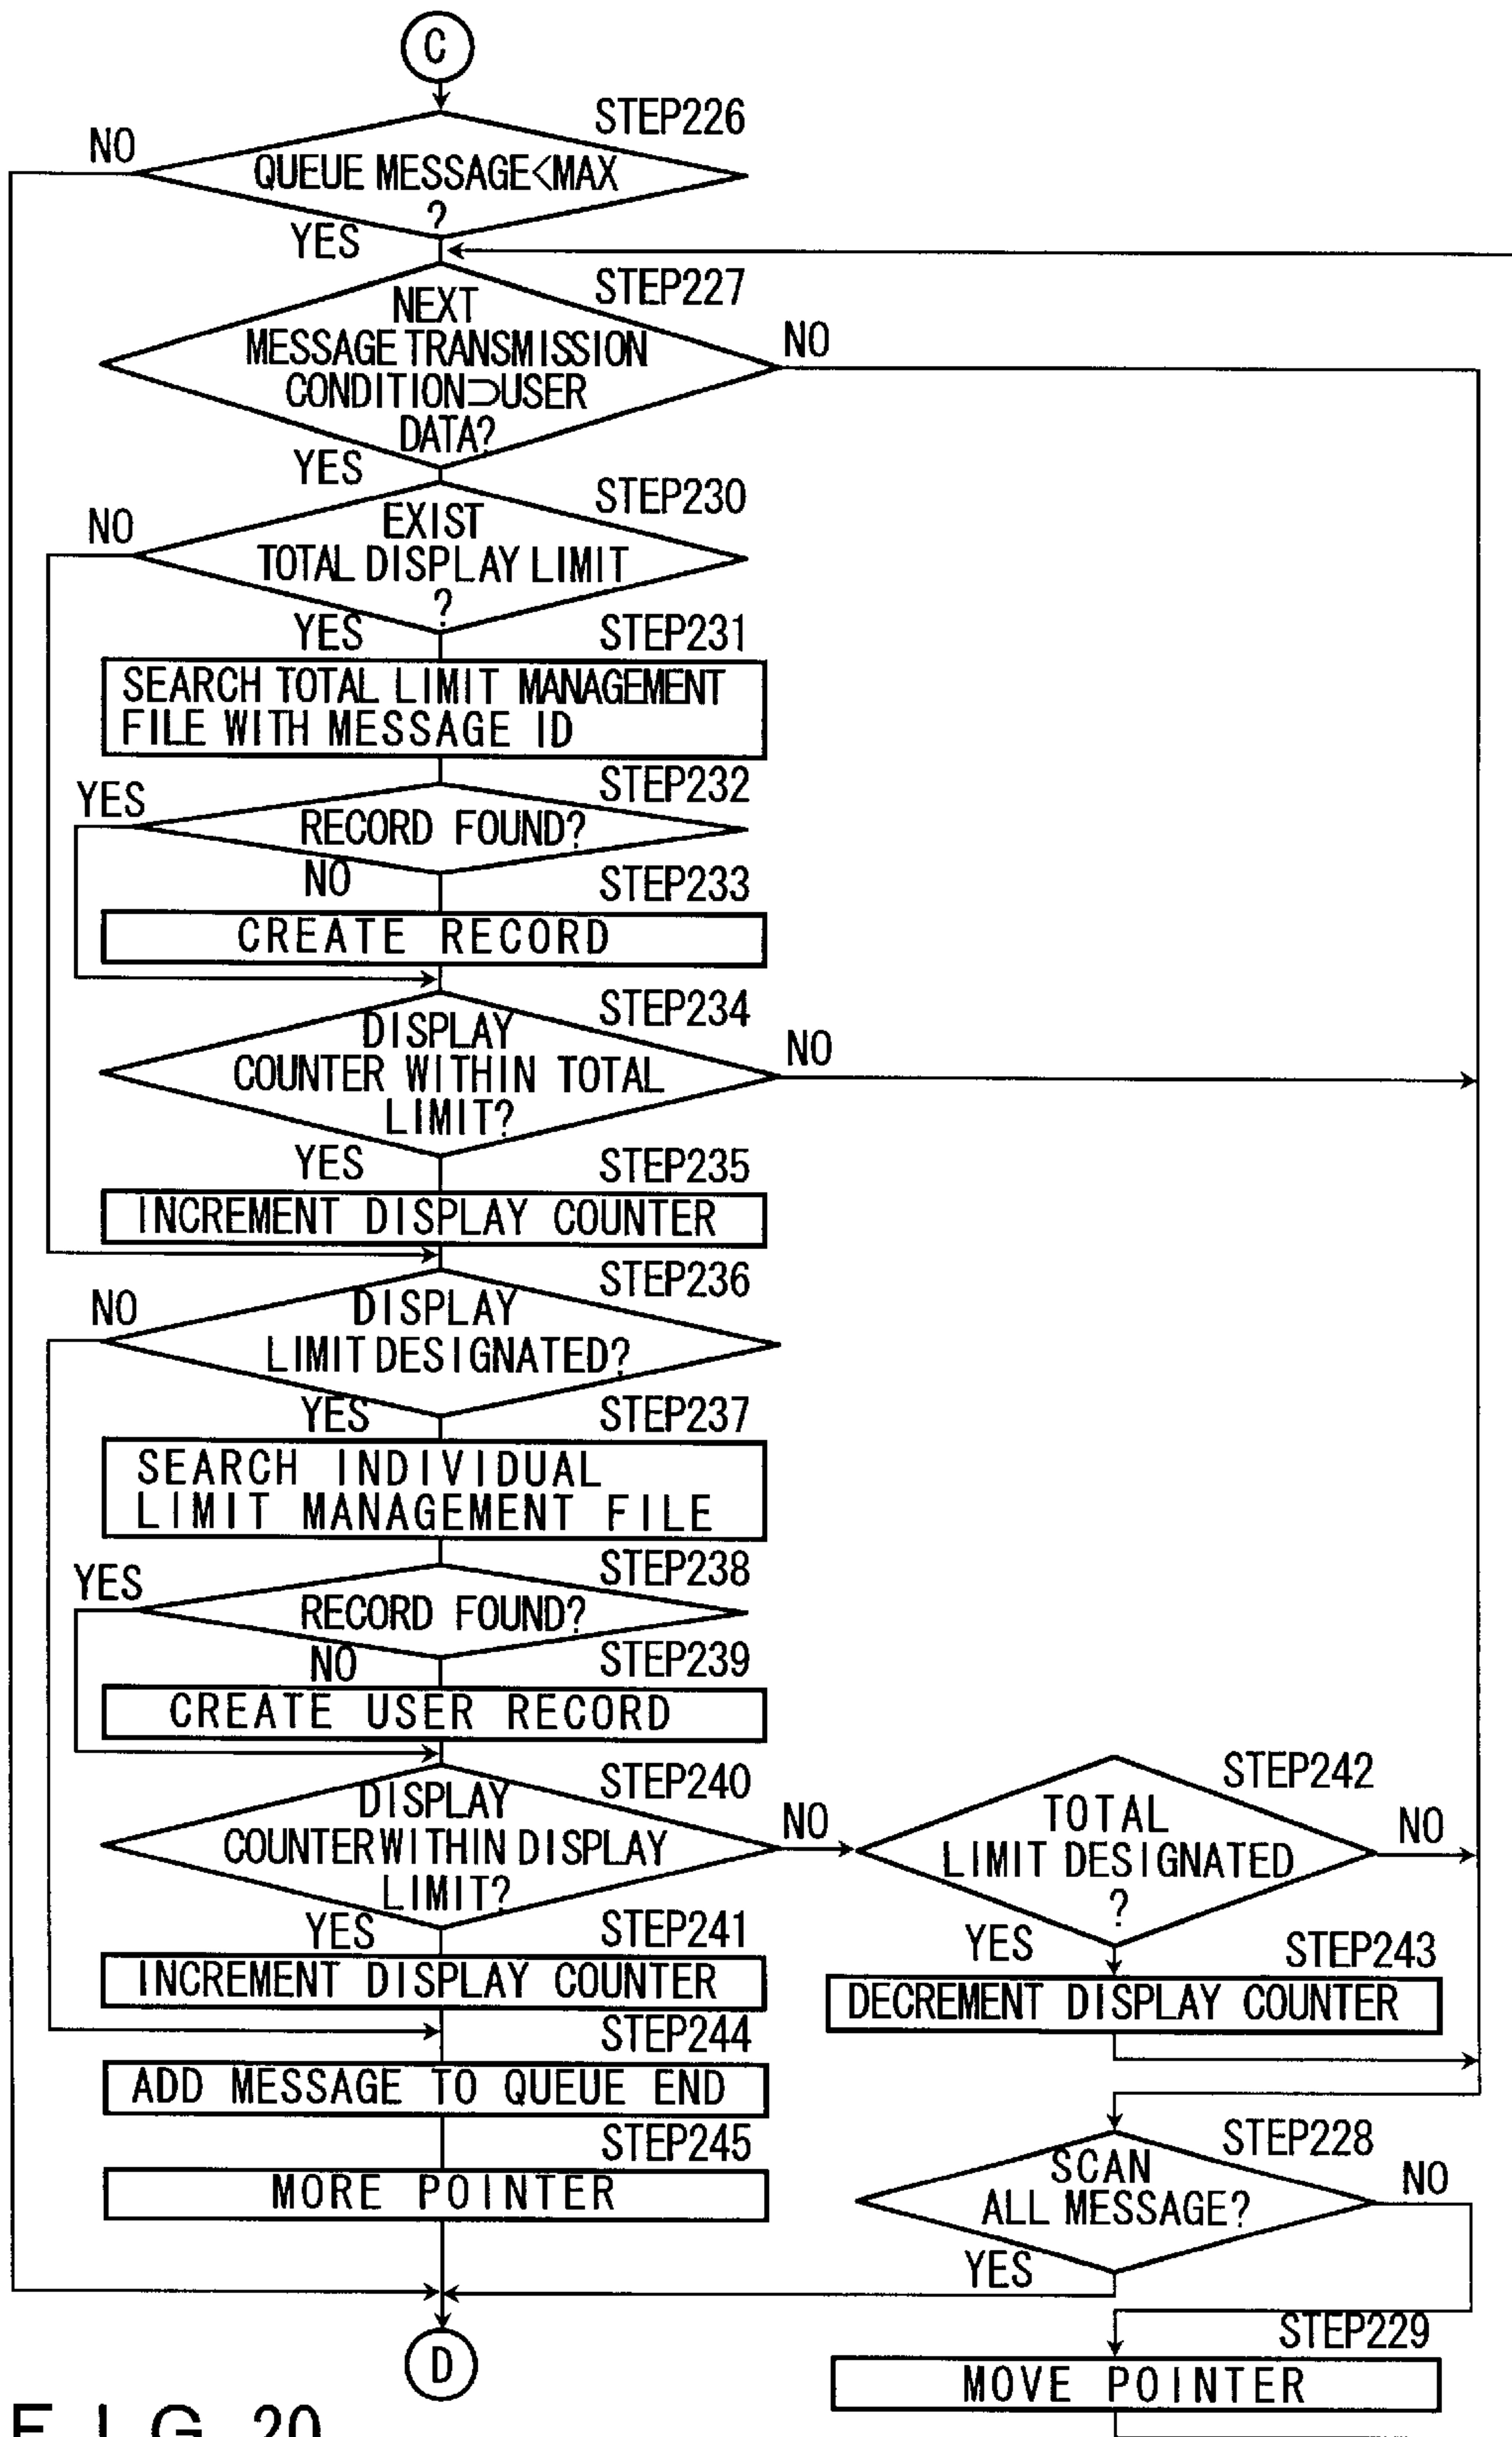 C
STEP226
NO
QUEUE MESSAGE<MAX
?
YES
STEP227
NEXT
MESSAGE TRANSMISSION
CONDITION⊃USER
DATA?
NO
YES
STEP230
NO
EXIST
TOTAL DISPLAY LIMIT
?
YES
STEP231
SEARCH TOTAL LIMIT MANAGEMENT
FILE WITH MESSAGE ID
STEP232
YES
RECORD FOUND?
NO
STEP233
CREATE RECORD
STEP234
DISPLAY
COUNTER WITHIN TOTAL
LIMIT?
NO
YES
STEP235
INCREMENT DISPLAY COUNTER
STEP236
NO
DISPLAY
LIMIT DESIGNATED?
YES
STEP237
SEARCH INDIVIDUAL
LIMIT MANAGEMENT FILE
STEP238
YES
RECORD FOUND?
NO
STEP239
CREATE USER RECORD
STEP240
DISPLAY
COUNTER WITHIN DISPLAY
LIMIT?
NO
STEP242
TOTAL
LIMIT DESIGNATED
?
NO
YES
STEP241
INCREMENT DISPLAY COUNTER
YES
STEP243
DECREMENT DISPLAY COUNTER
STEP244
ADD MESSAGE TO QUEUE END
STEP245
MORE POINTER
STEP228
SCAN
ALL MESSAGE?
NO
YES
D
STEP229
MOVE POINTER
FIG. 20